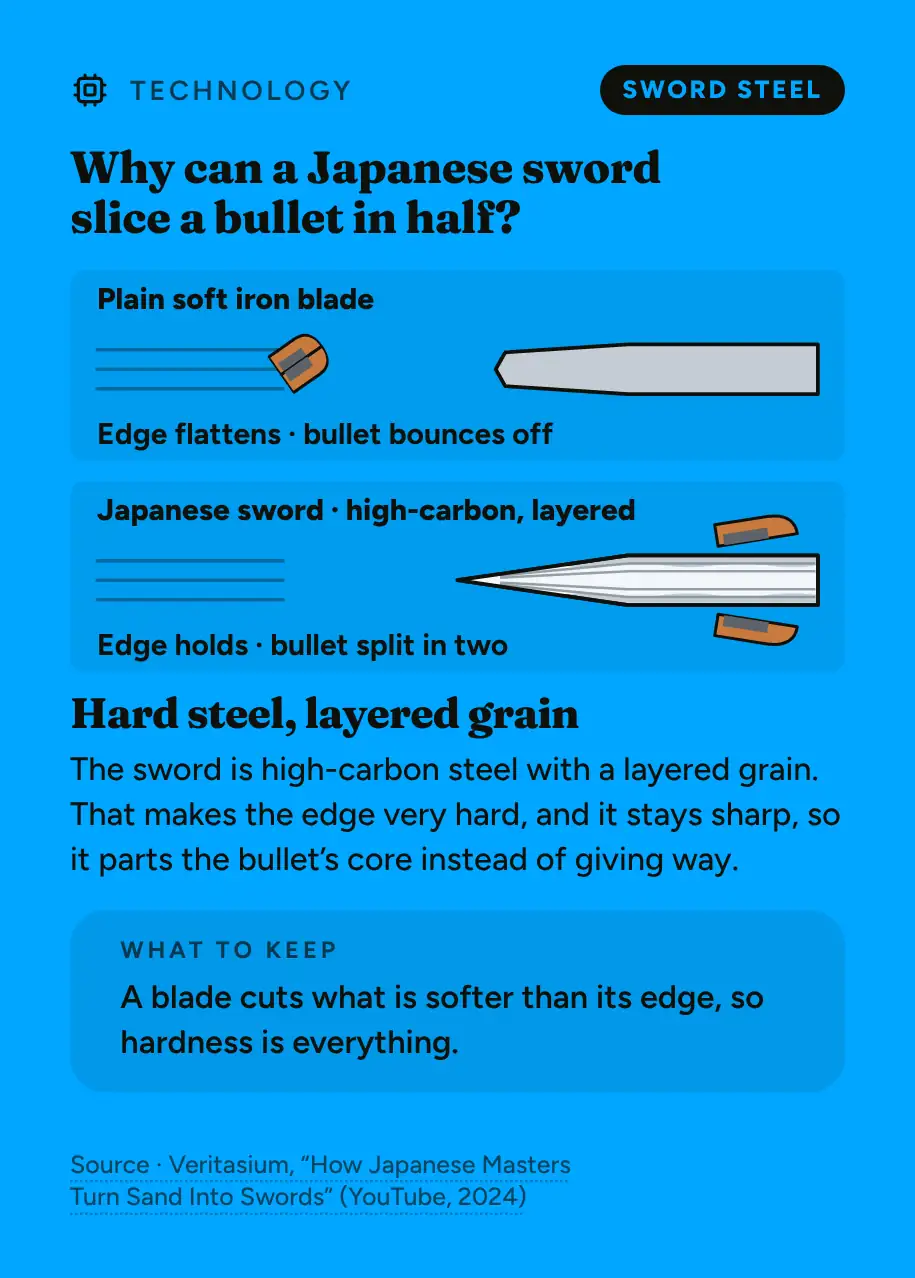 TECHNOLOGY
SWORD STEEL
Why can a Japanese sword
slice a bullet in half?
Plain soft iron blade
Edge flattens · bullet bounces off
Japanese sword · high-carbon, layered
Edge holds · bullet split in two
Hard steel, layered grain
The sword is high-carbon steel with a layered grain.
That makes the edge very hard, and it stays sharp, so
it parts the bullet’s core instead of giving way.
WHAT TO KEEP
A blade cuts what is softer than its edge, so
hardness is everything.
Source · Veritasium, “How Japanese Masters
Turn Sand Into Swords” (YouTube, 2024)